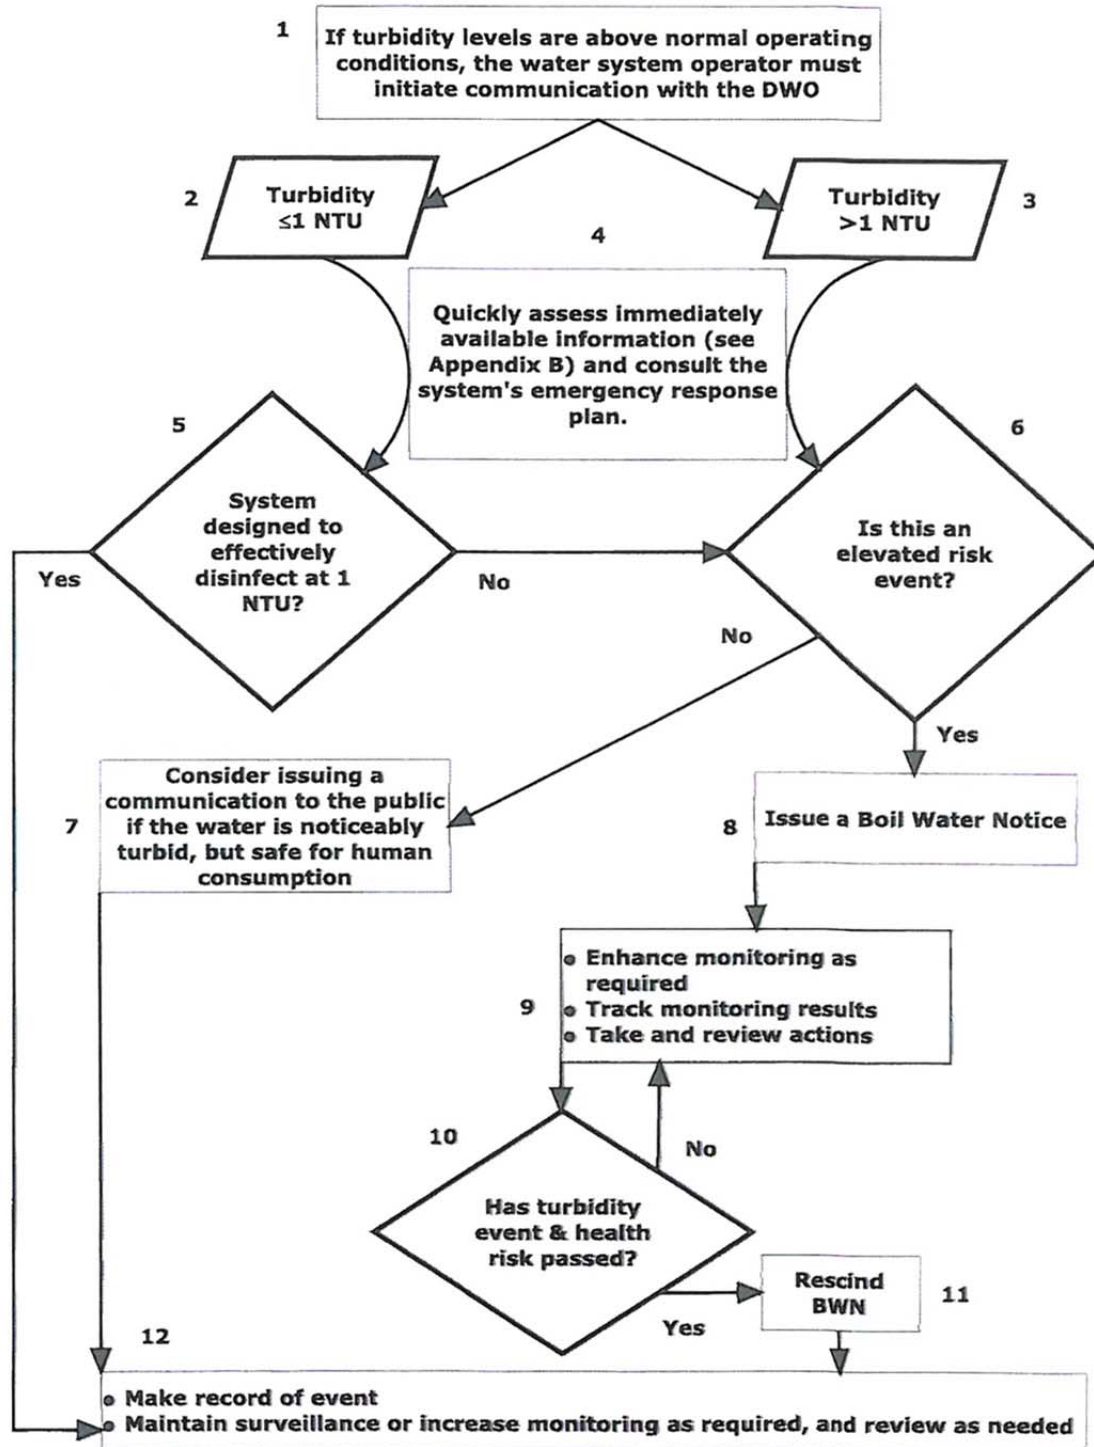 1
If turbidity levels are above normal operating
conditions, the water system operator must
initiate communication with the DWO
2
Turbidity
≤1 NTU
Turbidity
>1 NTU
3
4
Quickly assess immediately
available information (see
Appendix B) and consult the
system's emergency response
plan.
5
System
designed to
effectively
disinfect at 1
NTU?
Yes
No
6
Is this an
elevated risk
event?
No
Yes
7
Consider issuing a
communication to the public
if the water is noticeably
turbid, but safe for human
consumption
8
Issue a Boil Water Notice
9
• Enhance monitoring as
required
• Track monitoring results
• Take and review actions
10
Has turbidity
event & health
risk passed?
No
Yes
Rescind
BWN
11
12
• Make record of event
• Maintain surveillance or increase monitoring as required, and review as needed